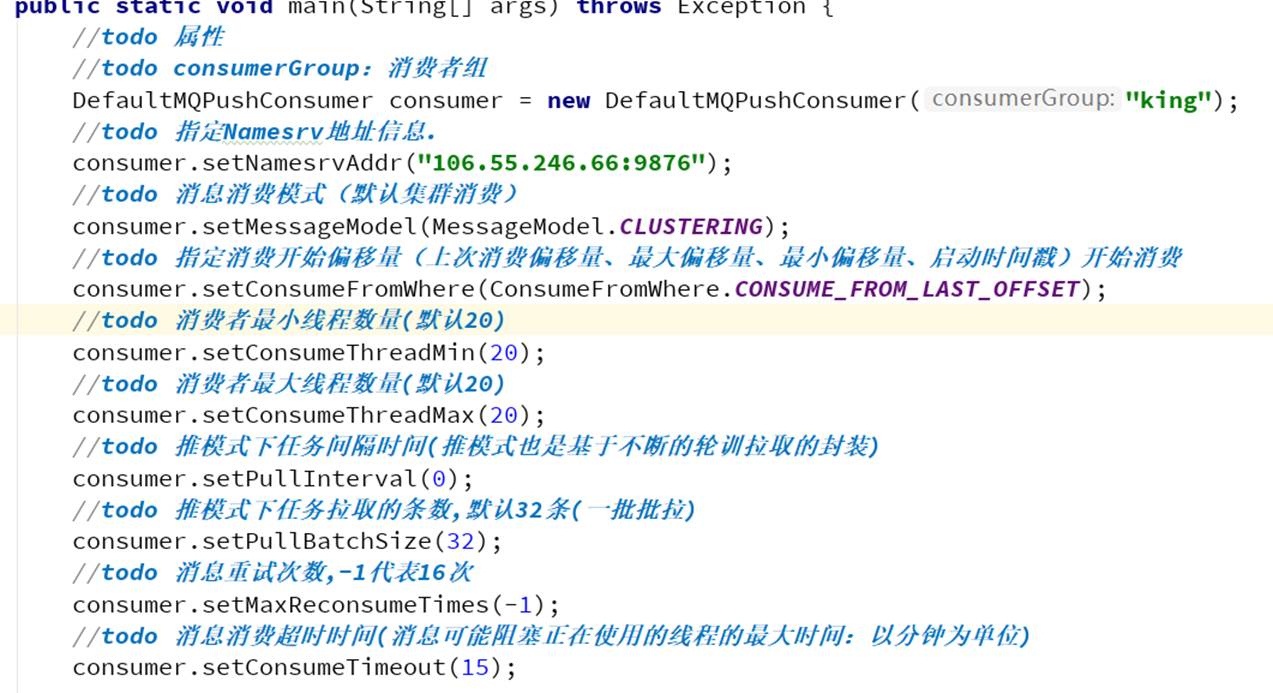 public static void main(String[] args) throws Exception {
//todo 属性
//todo consumerGroup：消费者组
DefaultMQPushConsumer consumer = new DefaultMQPushConsumer( consumerGroup: "king");
//todo 指定Namesrv地址信息.
consumer.setNamesrvAddr("106.55.246.66:9876");
//todo 消息消费模式（默认集群消费）
consumer.setMessageModel(MessageModel.CLUSTERING);
//todo 指定消费开始偏移量（上次消费偏移量、最大偏移量、最小偏移量、启动时间戳）开始消费
consumer.setConsumeFromWhere(ConsumeFromWhere.CONSUME_FROM_LAST_OFFSET);
//todo 消费者最小线程数量(默认20)
consumer.setConsumeThreadMin(20);
//todo 消费者最大线程数量(默认20)
consumer.setConsumeThreadMax(20);
//todo 推模式下任务间隔时间(推模式也是基于不断的轮训拉取的封装)
consumer.setPullInterval(0);
//todo 推模式下任务拉取的条数,默认32条(一批批拉)
consumer.setPullBatchSize(32);
//todo 消息重试次数,-1代表16次
consumer.setMaxReconsumeTimes(-1);
//todo 消息消费超时时间(消息可能阻塞正在使用的线程的最大时间：以分钟为单位)
consumer.setConsumeTimeout(15);